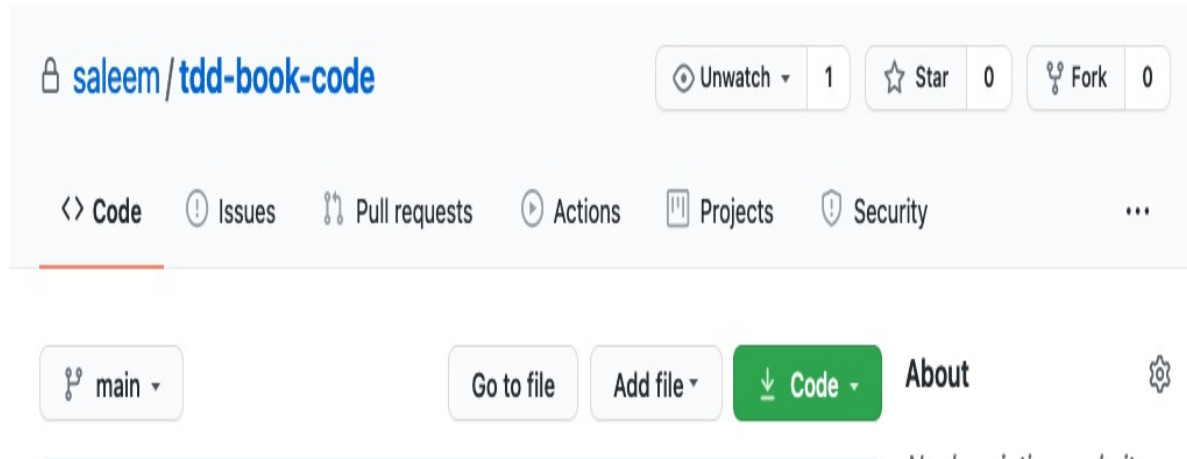 saleem / tdd-book-code Unwatch 1 Star 0 Fork 0
<> Code Issues Pull requests Actions Projects Security ...
main Go to file Add file Code About